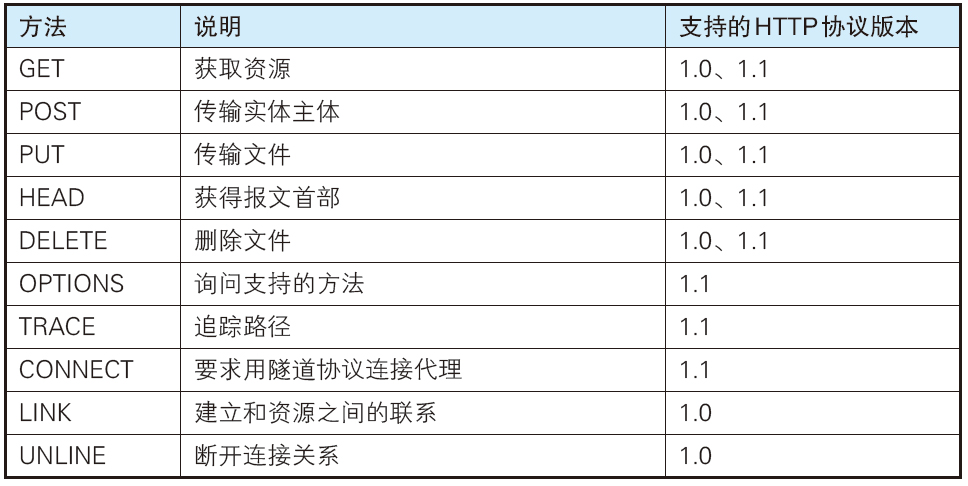 方法 说明 支持的HTTP协议版本
GET 获取资源 1.0、1.1
POST 传输实体主体 1.0、1.1
PUT 传输文件 1.0、1.1
HEAD 获得报文首部 1.0、1.1
DELETE 删除文件 1.0、1.1
OPTIONS 询问支持的方法 1.1
TRACE 追踪路径 1.1
CONNECT 要求用隧道协议连接代理 1.1
LINK 建立和资源之间的联系 1.0
UNLINE 断开连接关系 1.0